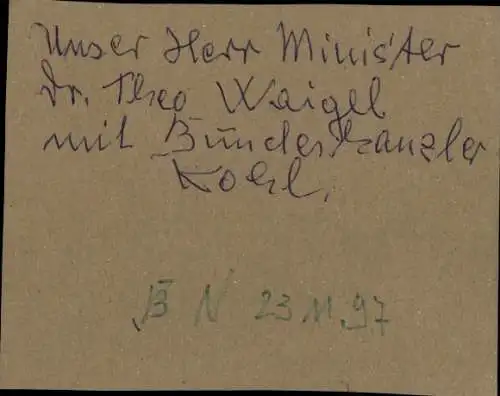 Unser Herr Minister
Dr. Theo Waigel
mit Bundeskanzler
Kohl.
B N 23 11 97